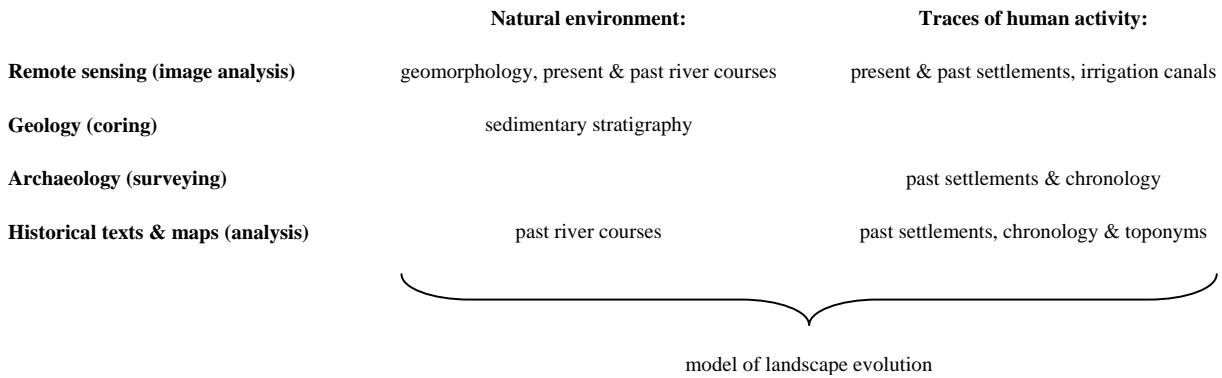 Natural environment: Traces of human activity:
Remote sensing (image analysis) geomorphology, present & past river courses present & past settlements, irrigation canals
Geology (coring) sedimentary stratigraphy
Archaeology (surveying) past settlements & chronology
Historical texts & maps (analysis) past river courses past settlements, chronology & toponyms
model of landscape evolution